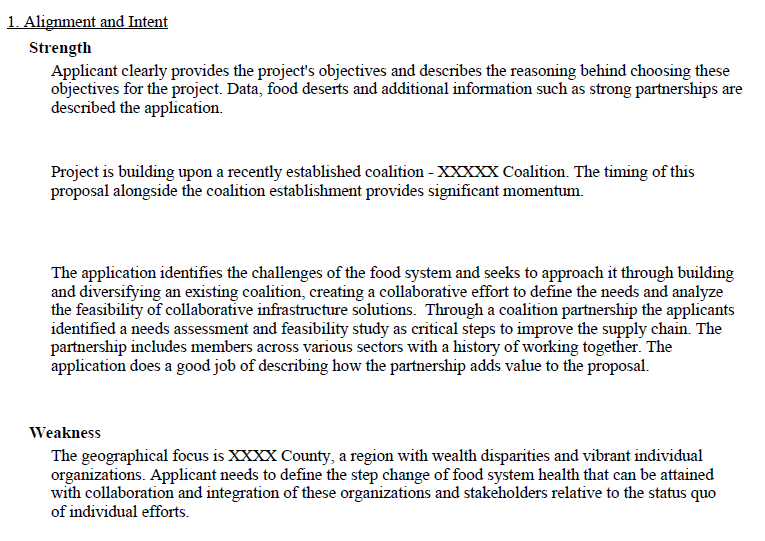 1. Alignment and Intent
Strength
Applicant clearly provides the project's objectives and describes the reasoning behind choosing these
objectives for the project. Data, food deserts and additional information such as strong partnerships are
described the application.
Project is building upon a recently established coalition - XXXXX Coalition. The timing of this
proposal alongside the coalition establishment provides significant momentum.
The application identifies the challenges of the food system and seeks to approach it through building
and diversifying an existing coalition, creating a collaborative effort to define the needs and analyze
the feasibility of collaborative infrastructure solutions.  Through a coalition partnership the applicants
identified a needs assessment and feasibility study as critical steps to improve the supply chain. The
partnership includes members across various sectors with a history of working together. The
application does a good job of describing how the partnership adds value to the proposal.
Weakness
The geographical focus is XXXX County, a region with wealth disparities and vibrant individual
organizations. Applicant needs to define the step change of food system health that can be attained
with collaboration and integration of these organizations and stakeholders relative to the status quo
of individual efforts.